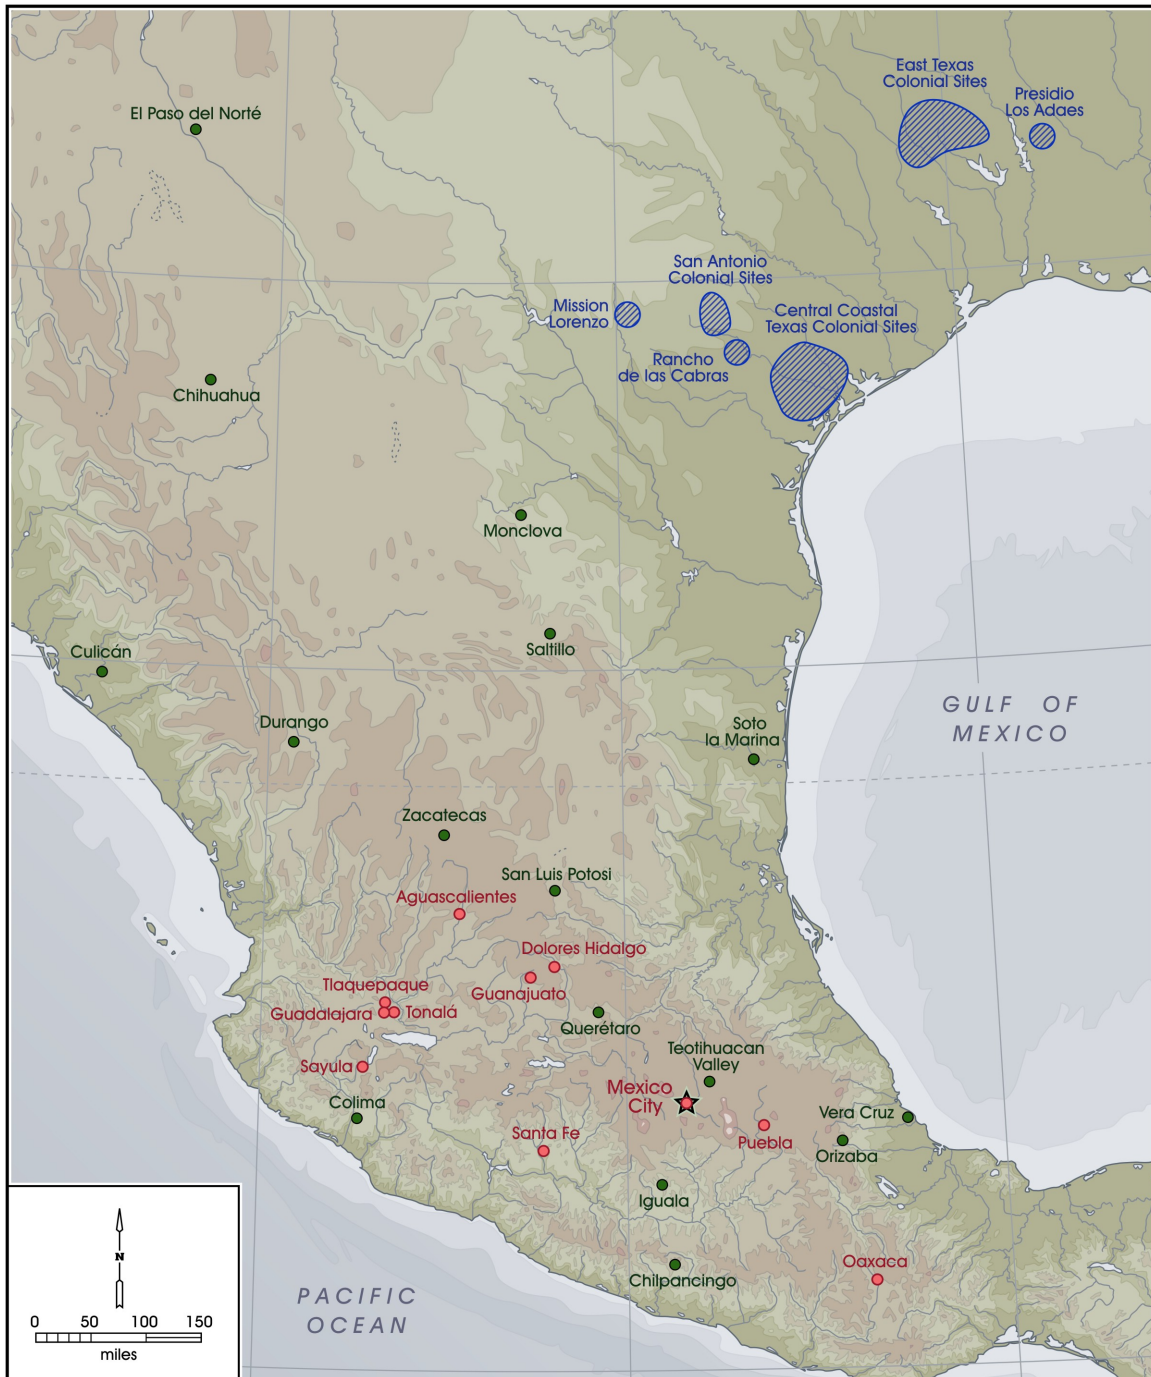 East Texas
Colonial Sites
Presidio
Los Adaes
El Paso del Norté
San Antonio
Colonial Sites
Mission
Lorenzo
Central Coastal
Texas Colonial Sites
Rancho
de las Cabras
Chihuahua
Monclova
Saltillo
Culicán
Durango
Soto
la Marina
GULF OF
MEXICO
Zacatecas
San Luis Potosi
Aguascalientes
Dolores Hidalgo
Guanajuato
Tlaquepaque
Guadalajara
Tonalá
Querétaro
Teotihuacan
Valley
Sayula
Mexico
City
Colima
Vera Cruz
Santa Fe
Puebla
Orizaba
Iguala
Oaxaca
Chilpancingo
PACIFIC
OCEAN
N
0 50 100 150
miles